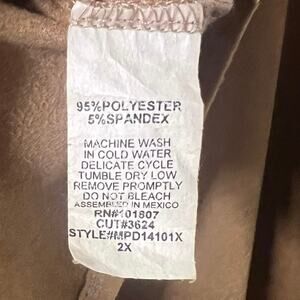 95%POLYESTER
5%SPANDEX
MACHINE WASH
IN COLD WATER
DELICATE CYCLE
TUMBLE DRY LOW
REMOVE PROMPTLY
DO NOT BLEACH
ASSEMBLED IN MEXICO
RN#101807
CUT#3624
STYLE#MPD14101X
2X